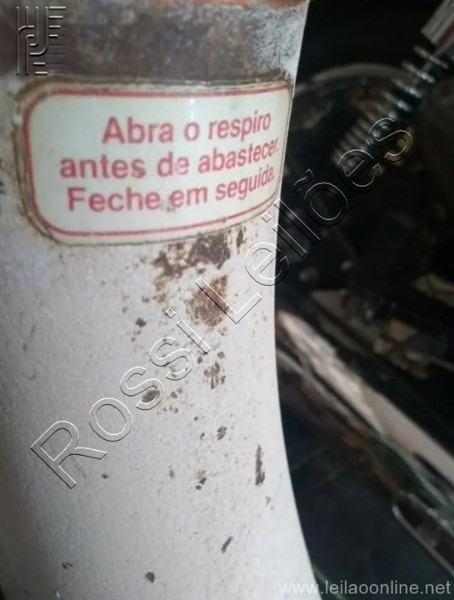 Abra o respiro
antes de abastecer.
Feche em seguida.
Rossi Leilões
www.leilaoonline.net